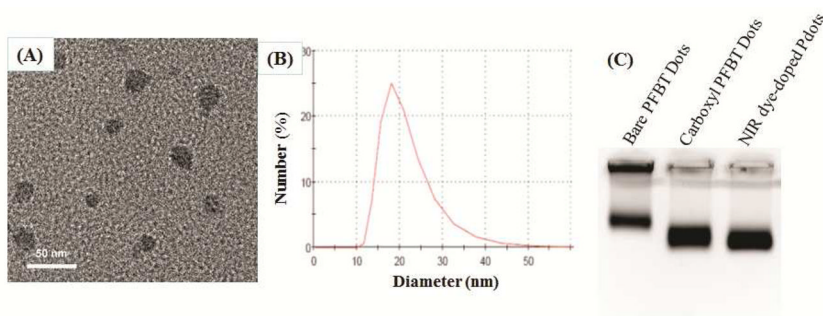 (A)
50 nm
(B)
Number (%)
30
20
10
0
0 10 20 30 40 50
Diameter (nm)
(C)
Bare PFBT Dots
Carboxyl PFBT Dots
NIR dye-doped Pdots